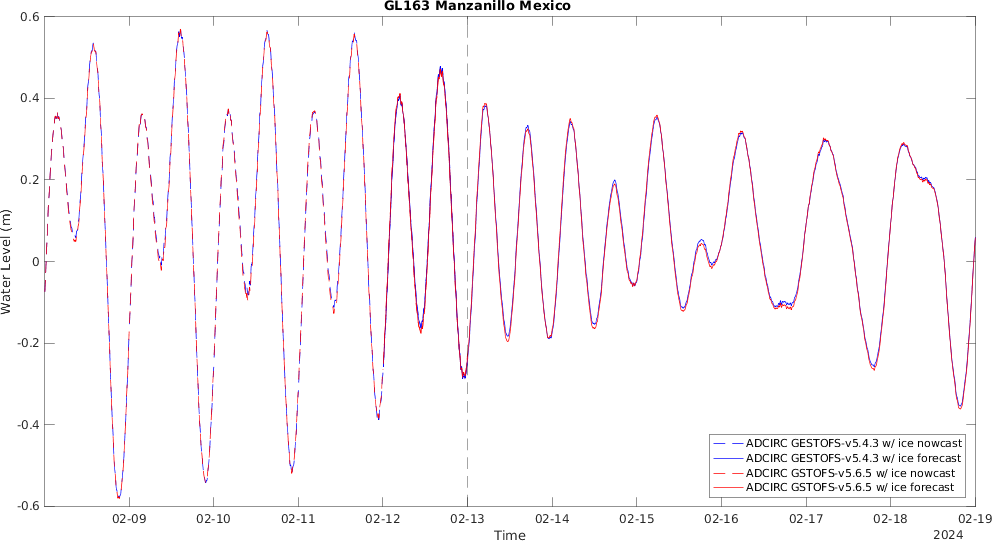 GL163 Manzanillo Mexico
0.6
0.4
0.2
0
-0.2
-0.4
-0.6
Water Level (m)
ADCIRC GESTOFS-v5.4.3 w/ ice nowcast
ADCIRC GESTOFS-v5.4.3 w/ ice forecast
ADCIRC GSTOFS-v5.6.5 w/ ice nowcast
ADCIRC GSTOFS-v5.6.5 w/ ice forecast
02-09 02-10 02-11 02-12 02-13 02-14 02-15 02-16 02-17 02-18 02-19
Time
2024